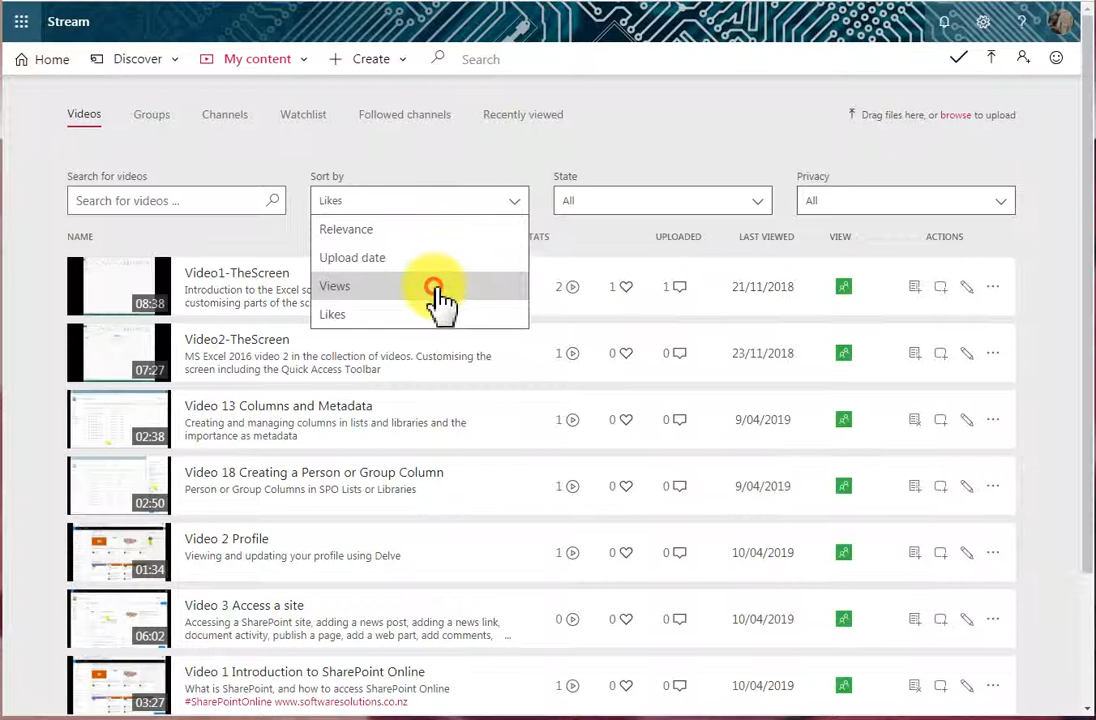 Stream
Home
Discover
My content
Create
Search
Videos
Groups
Channels
Watchlist
Followed channels
Recently viewed
Drag files here, or browse to upload
Search for videos
Sort by
State
Privacy
Search for videos ...
Likes
All
All
Relevance
Upload date
Views
Likes
NAME
TATS
UPLOADED
LAST VIEWED
VIEW
ACTIONS
08:38
Video1-TheScreen
Introduction to the Excel sc
customising parts of the sc
2
1
1
21/11/2018
07:27
Video2-TheScreen
MS Excel 2016 video 2 in the collection of videos. Customising the
screen including the Quick Access Toolbar
1
0
0
23/11/2018
02:38
Video 13 Columns and Metadata
Creating and managing columns in lists and libraries and the
importance as metadata
1
0
0
9/04/2019
02:50
Video 18 Creating a Person or Group Column
Person or Group Columns in SPO Lists or Libraries
1
0
0
9/04/2019
01:34
Video 2 Profile
Viewing and updating your profile using Delve
1
0
0
10/04/2019
06:02
Video 3 Access a site
Accessing a SharePoint site, adding a news post, adding a news link,
document activity, publish a page, add a web part, add comments, ...
0
0
0
10/04/2019
03:27
Video 1 Introduction to SharePoint Online
What is SharePoint, and how to access SharePoint Online
#SharePointOnline www.softwaresolutions.co.nz
1
0
0
10/04/2019